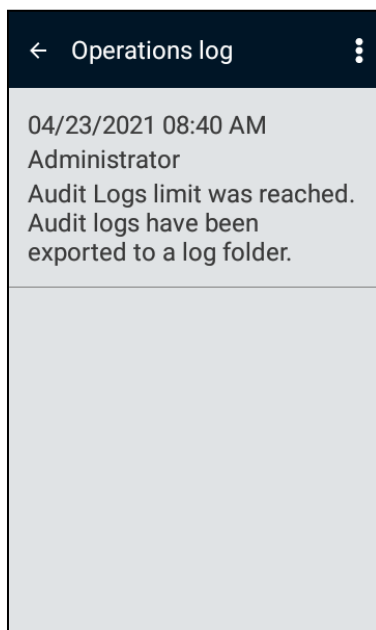 Operations log
04/23/2021 08:40 AM
Administrator
Audit Logs limit was reached.
Audit logs have been
exported to a log folder.